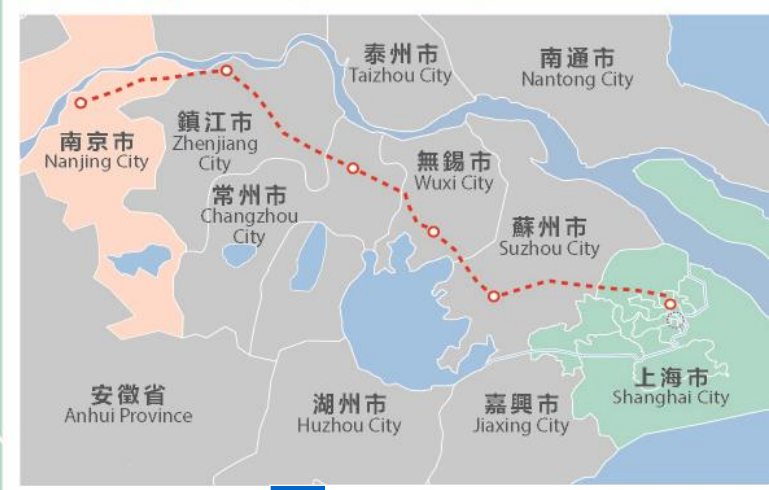 泰州市
Taizhou City
南通市
Nantong City
南京市
Nanjing City
鎮江市
Zhenjiang
City
無錫市
Wuxi City
常州市
Changzhou
City
蘇州市
Suzhou City
安徽省
Anhui Province
湖州市
Huzhou City
嘉興市
Jiaxing City
上海市
Shanghai City